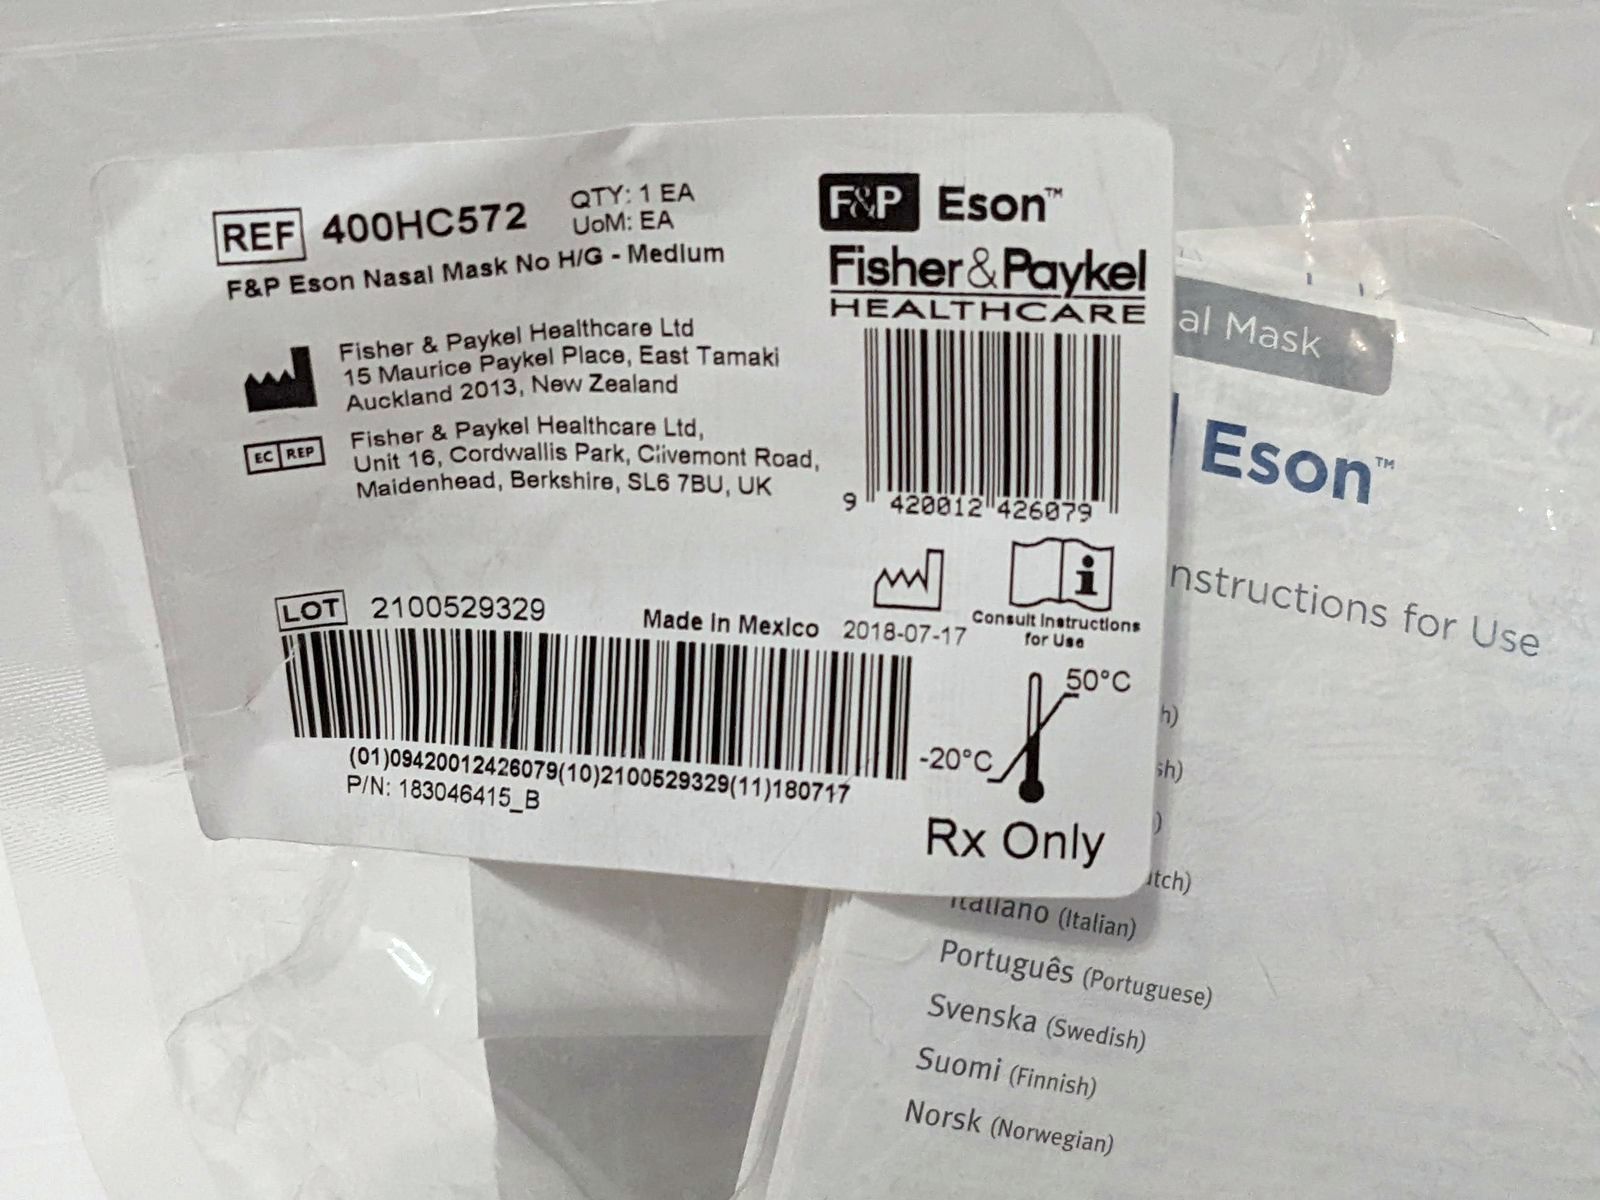 REF 400HC572 QTY: 1 EA
UoM: EA
F&P Eson Nasal Mask No H/G - Medium
Fisher & Paykel Healthcare Ltd
15 Maurice Paykel Place, East Tamaki
Auckland 2013, New Zealand
EC REP
Fisher & Paykel Healthcare Ltd,
Unit 16, Cordwallis Park, Clivemont Road,
Maidenhead, Berkshire, SL6 7BU, UK
F&P Eson™
Fisher & Paykel
HEALTHCARE
9 420012 426079
LOT 2100529329
Made in Mexico
2018-07-17
Consult Instructions
for Use
(01)09420012426079(10)2100529329(11)180717
P/N: 183046415_B
50°C
-20°C
Rx Only
al Mask
Eson™
nstructions for Use
h)
sh)
)
utch)
Italiano (Italian)
Português (Portuguese)
Svenska (Swedish)
Suomi (Finnish)
Norsk (Norwegian)